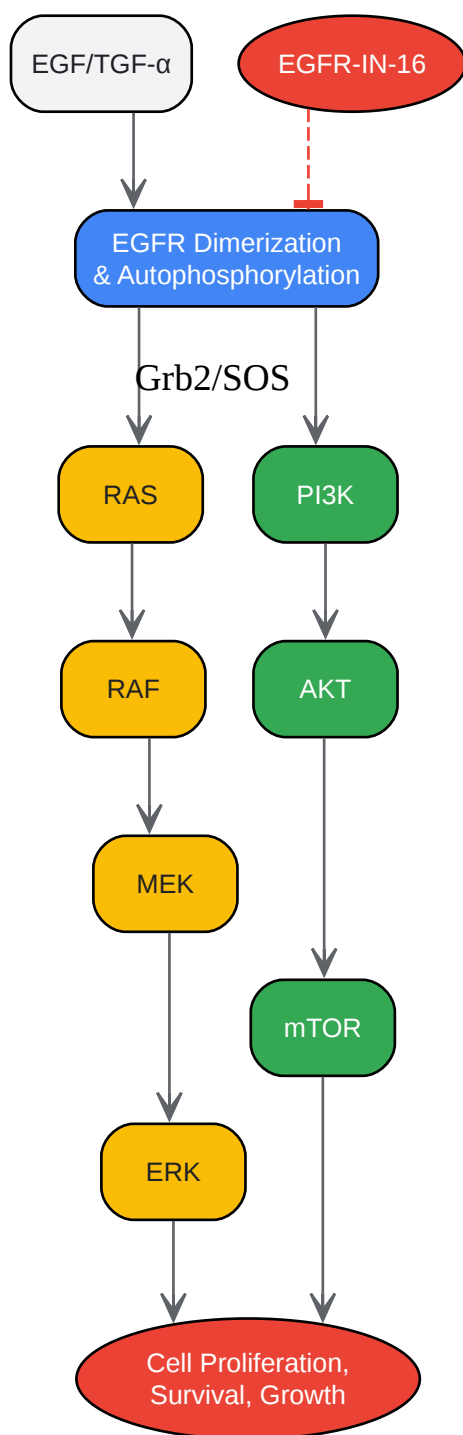 EGF/TGF-α
EGFR-IN-16
EGFR Dimerization
& Autophosphorylation
Grb2/SOS
RAS
PI3K
RAF
AKT
MEK
mTOR
ERK
Cell Proliferation,
Survival, Growth